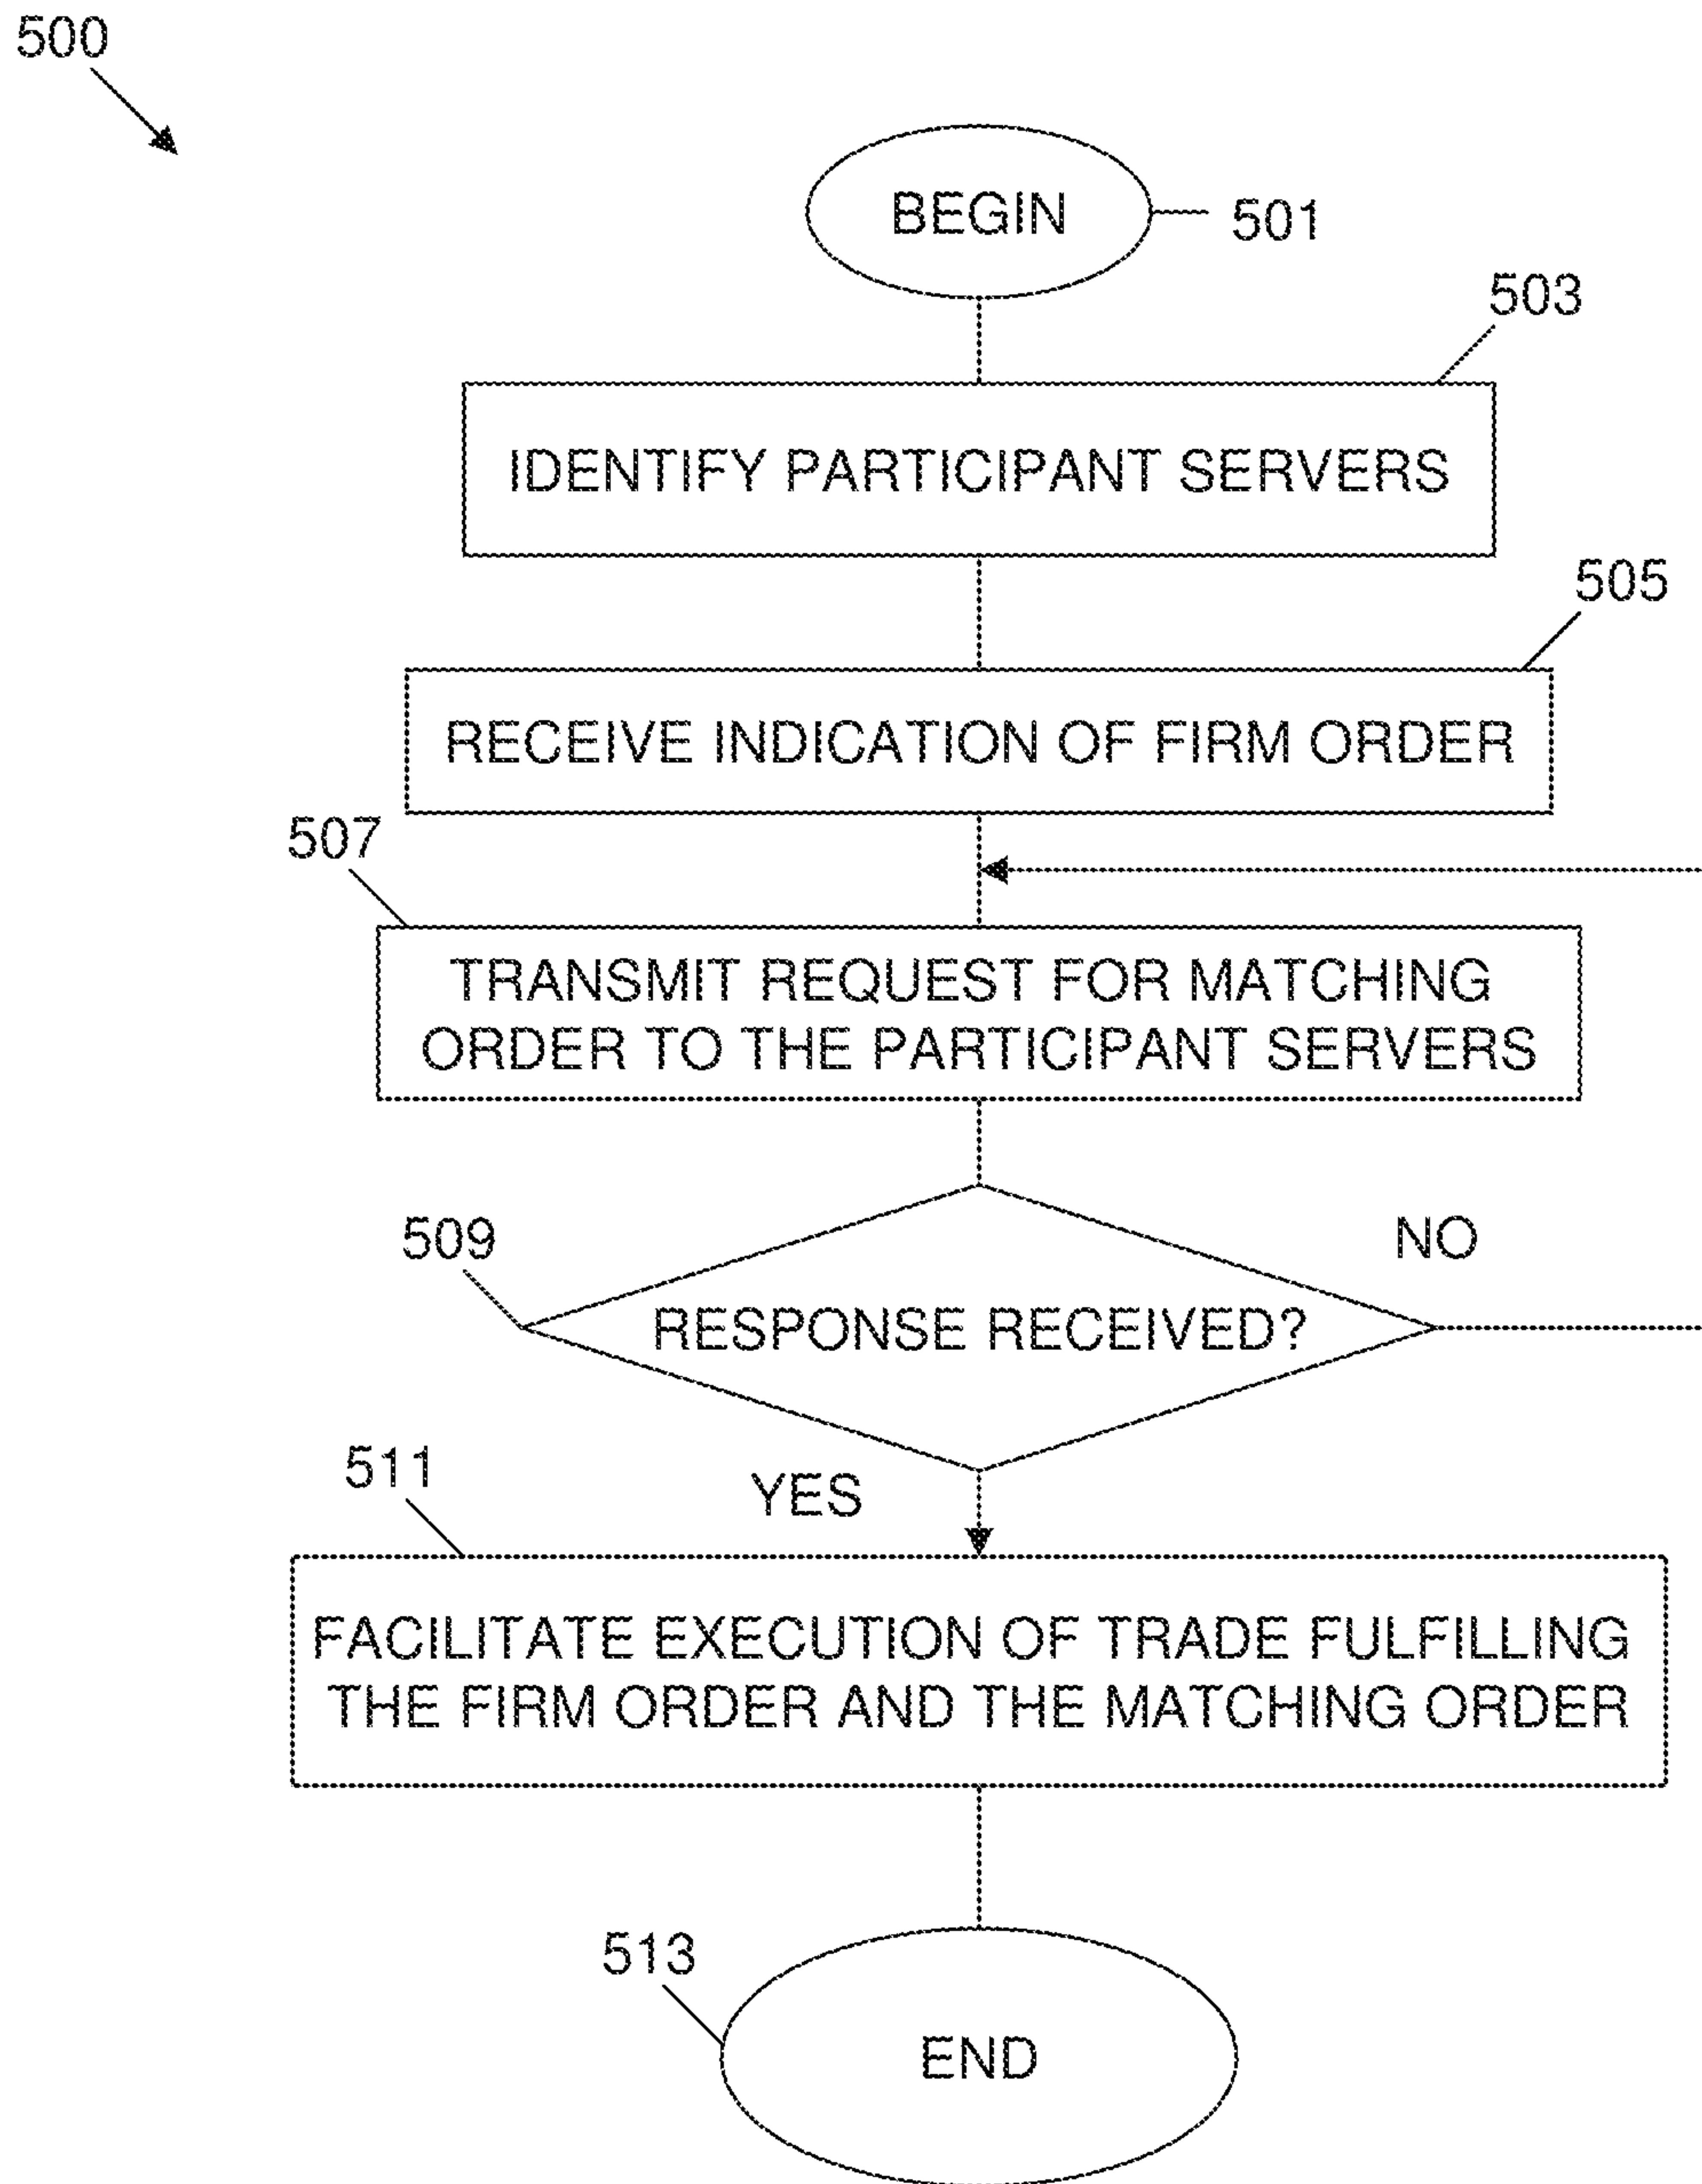 500
BEGIN
501
503
IDENTIFY PARTICIPANT SERVERS
505
RECEIVE INDICATION OF FIRM ORDER
507
TRANSMIT REQUEST FOR MATCHING
ORDER TO THE PARTICIPANT SERVERS
509
NO
RESPONSE RECEIVED?
511
YES
FACILITATE EXECUTION OF TRADE FULFILLING
THE FIRM ORDER AND THE MATCHING ORDER
513
END